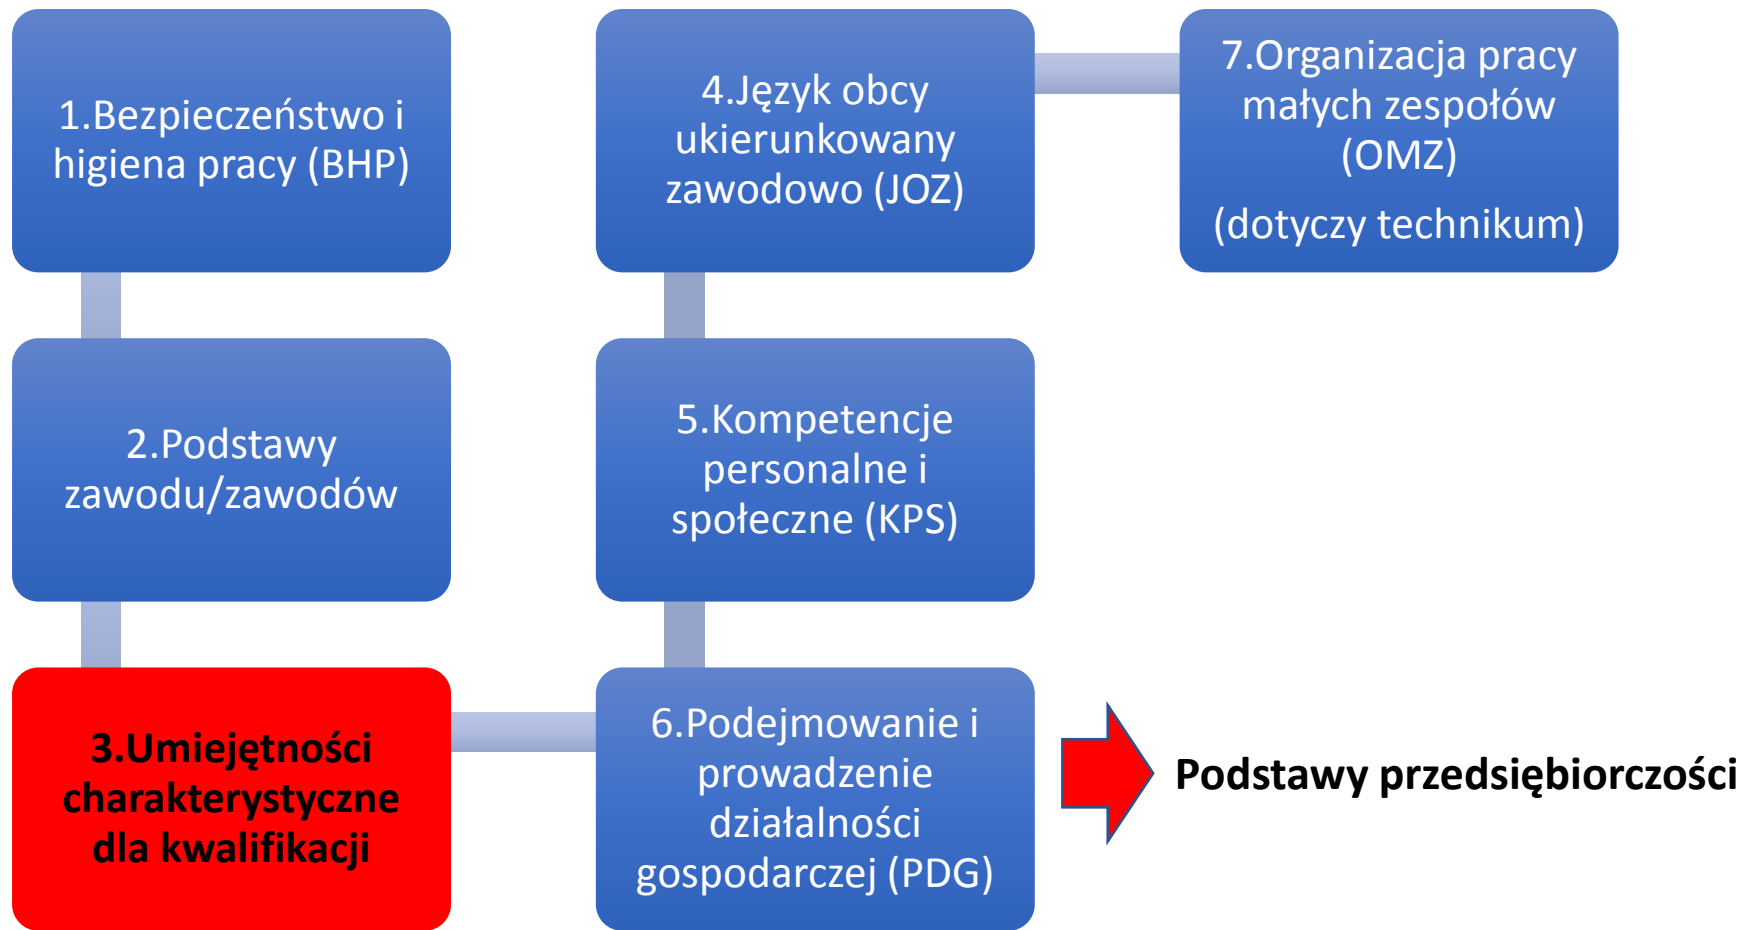 1.Bezpieczeństwo i
higiena pracy (BHP)
2.Podstawy
zawodu/zawodów
3.Umiejętności
charakterystyczne
dla kwalifikacji
4.Język obcy
ukierunkowany
zawodowo (JOZ)
5.Kompetencje
personalne i
społeczne (KPS)
6.Podejmowanie i
prowadzenie
działalności
gospodarczej (PDG)
7.Organizacja pracy
małych zespołów
(OMZ)
(dotyczy technikum)
Podstawy przedsiębiorczości